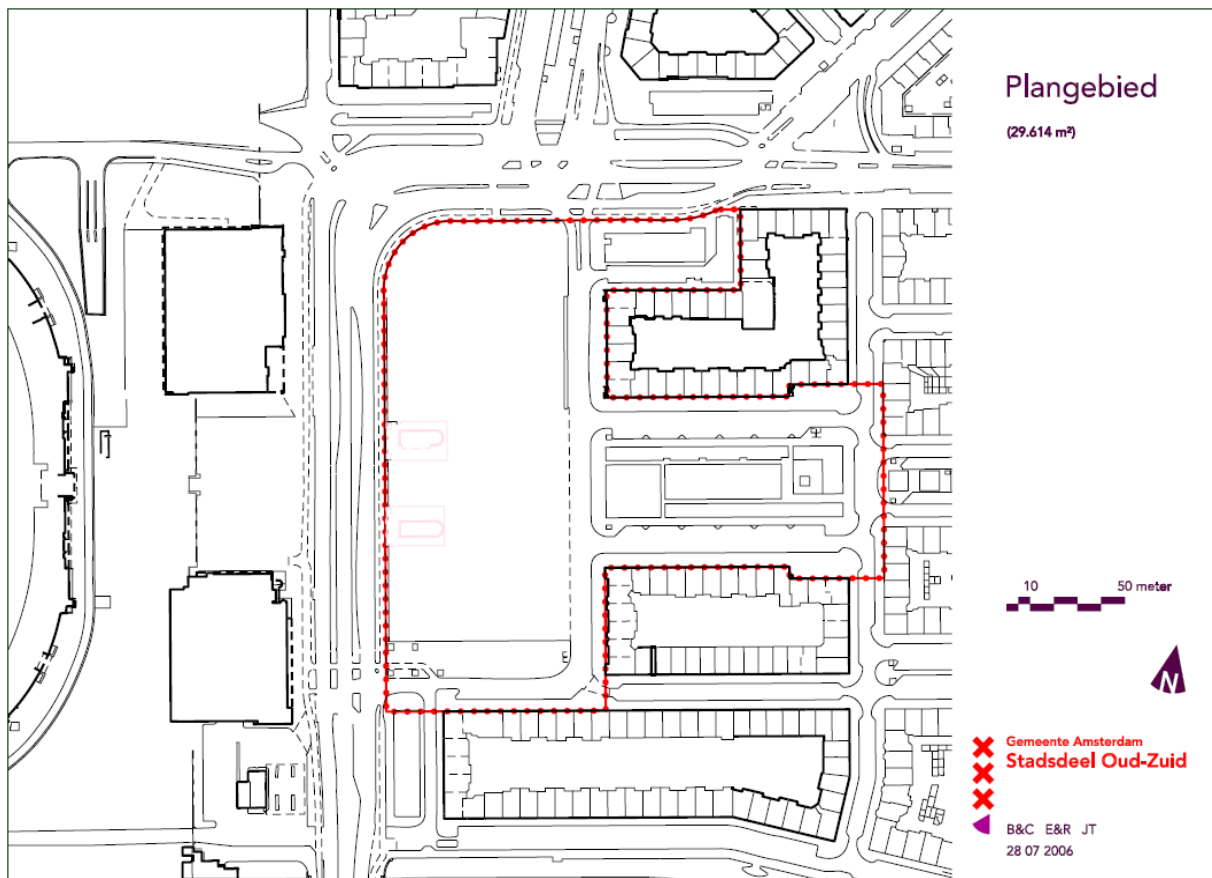 Plangebied
(29.614 m²)
10 50 meter
N
Gemeente Amsterdam
Stadsdeel Oud-Zuid
B&C E&R JT
28 07 2006